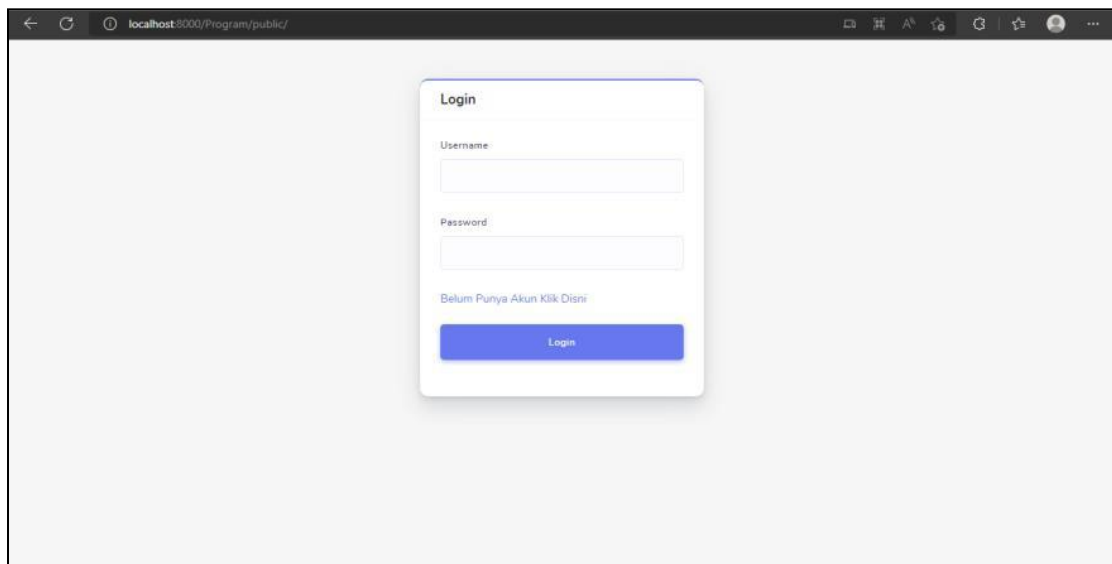 localhost:8000/Program/public/
Login
Username
Password
Belum Punya Akun Klik Disni
Login